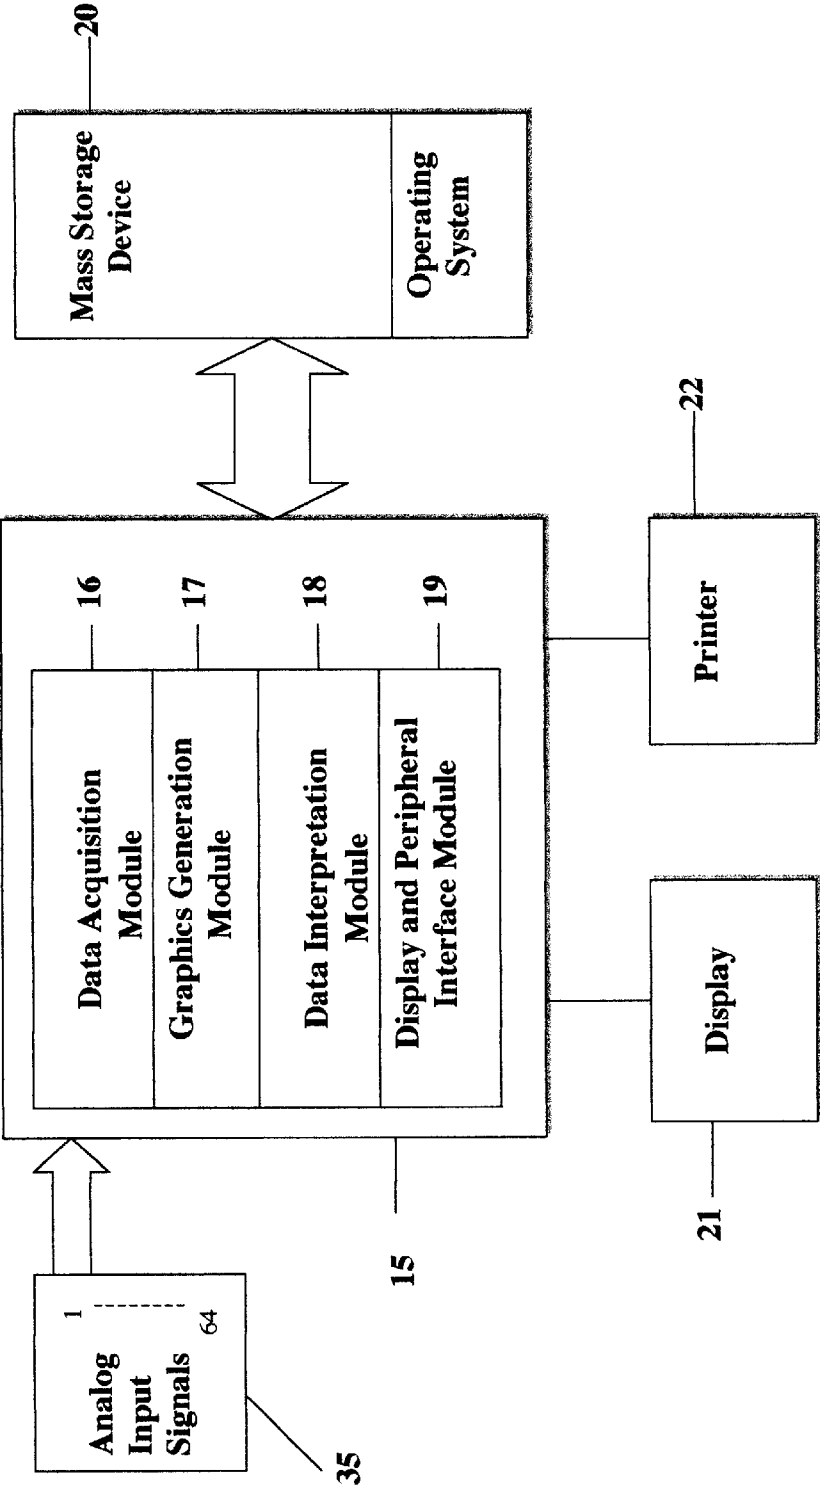 Analog
Input
Signals
1
64
35
15
Data Acquisition
Module
16
Graphics Generation
Module
17
Data Interpretation
Module
18
Display and Peripheral
Interface Module
19
Mass Storage
Device
Operating
System
20
Display
21
Printer
22